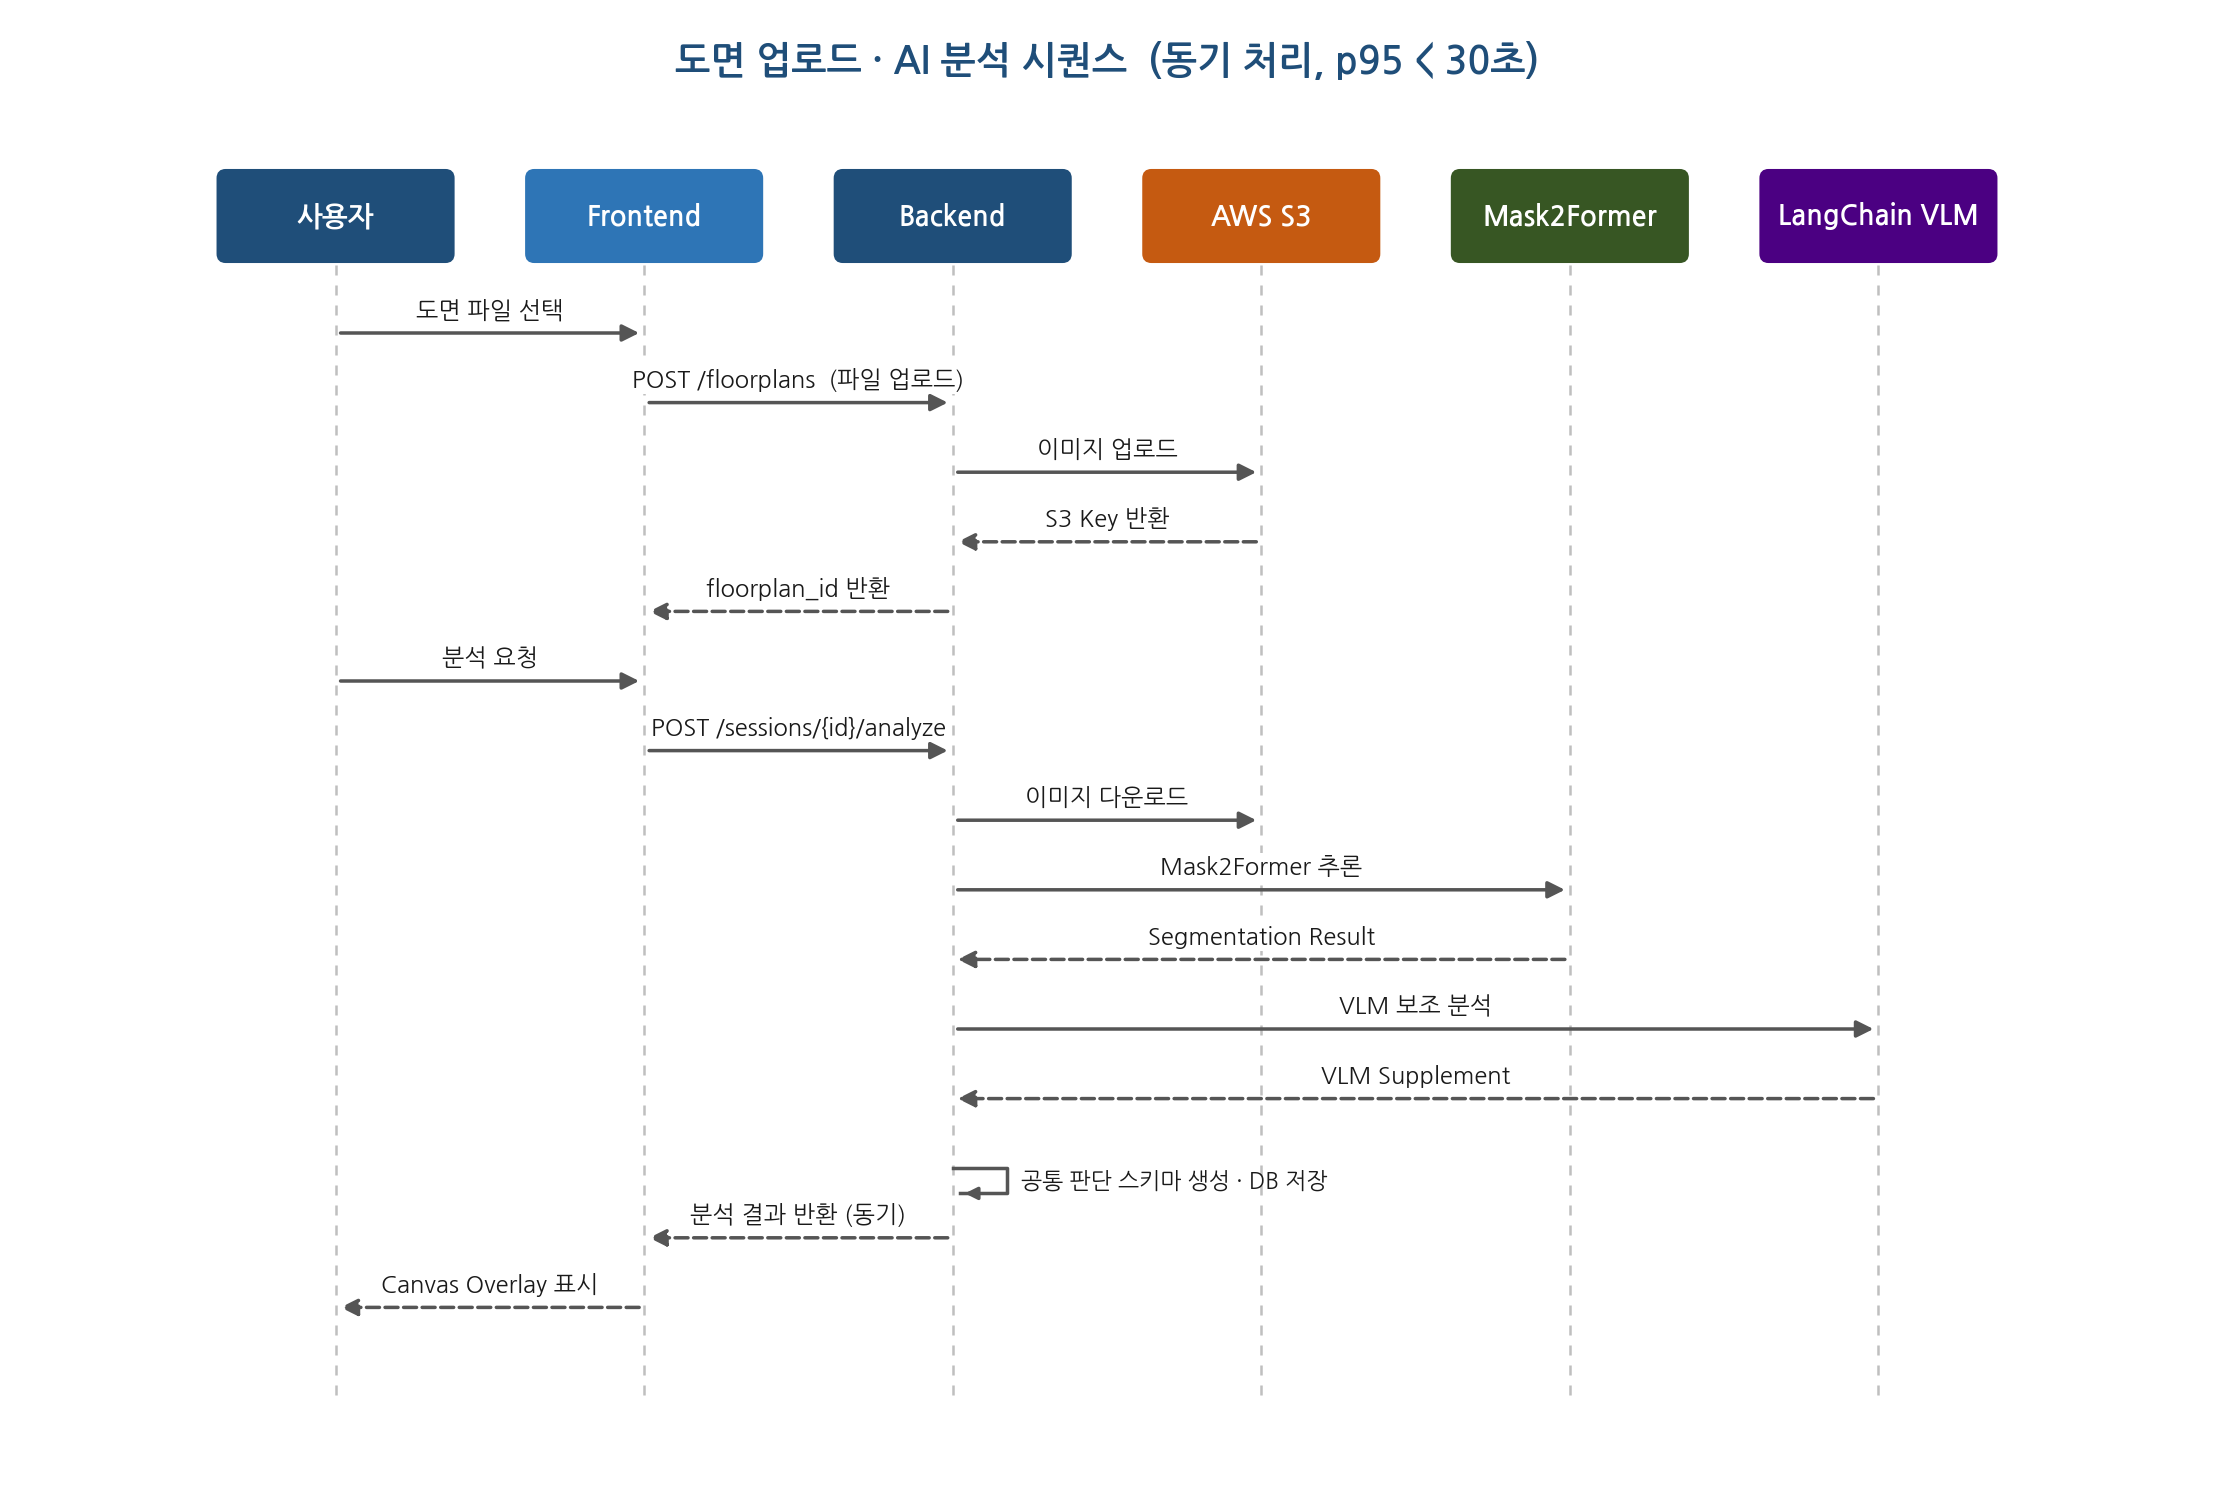 도면 업로드 · AI 분석 시퀀스 (동기 처리, p95 < 30초)
사용자
Frontend
Backend
AWS S3
Mask2Former
LangChain VLM
도면 파일 선택
POST /floorplans (파일 업로드)
이미지 업로드
S3 Key 반환
floorplan_id 반환
분석 요청
POST /sessions/{id}/analyze
이미지 다운로드
Mask2Former 추론
Segmentation Result
VLM 보조 분석
VLM Supplement
공통 판단 스키마 생성 · DB 저장
분석 결과 반환 (동기)
Canvas Overlay 표시